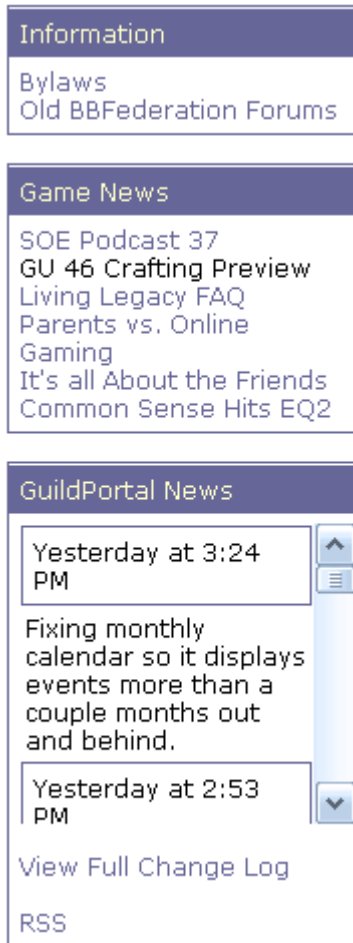 Information
Bylaws
Old BBFederation Forums
Game News
SOE Podcast 37
GU 46 Crafting Preview
Living Legacy FAQ
Parents vs. Online
Gaming
It's all About the Friends
Common Sense Hits EQ2
GuildPortal News
Yesterday at 3:24
PM
Fixing monthly
calendar so it displays
events more than a
couple months out
and behind.
Yesterday at 2:53
PM
View Full Change Log
RSS